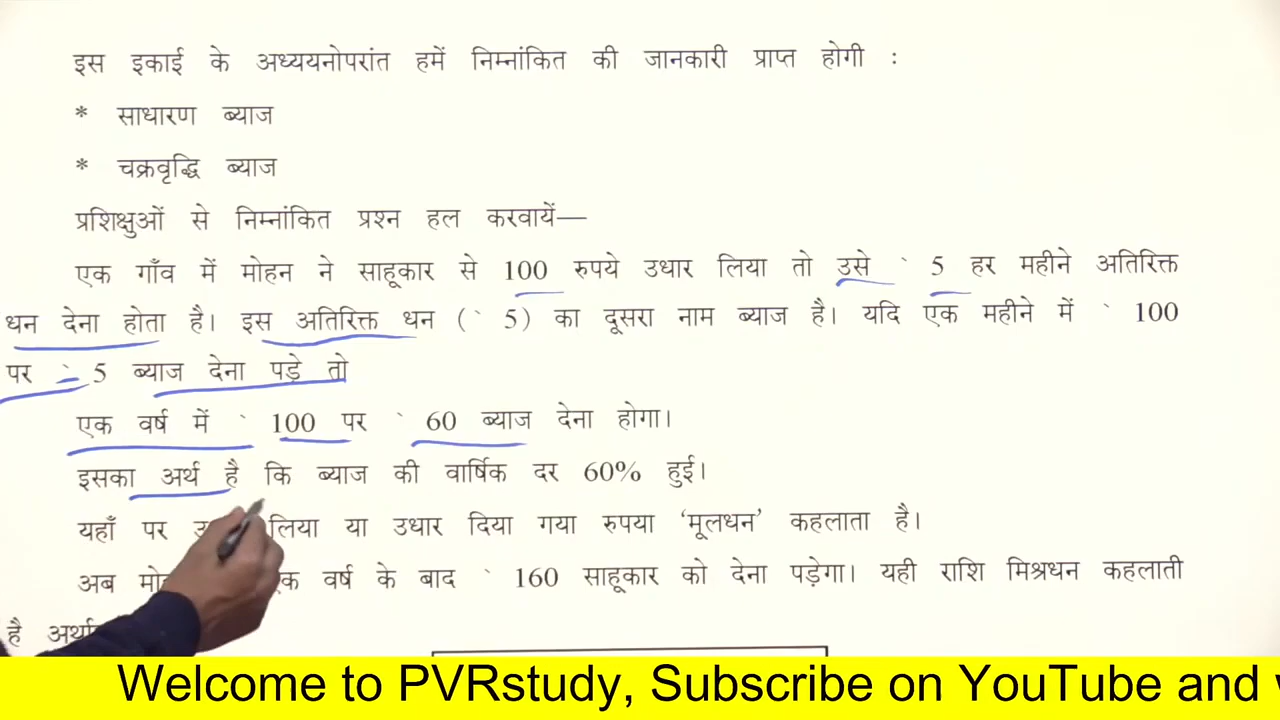 इस इकाई के अध्ययनोपरांत हमें निम्नांकित की जानकारी प्राप्त होगी :
* साधारण ब्याज
* चक्रवृद्धि ब्याज
प्रशिक्षुओं से निम्नांकित प्रश्न हल करवायें—
एक गाँव में मोहन ने साहूकार से 100 रुपये उधार लिया तो उसे ` 5 हर महीने अतिरिक्त
धन देना होता है। इस अतिरिक्त धन (` 5) का दूसरा नाम ब्याज है। यदि एक महीने में ` 100
पर ` 5 ब्याज देना पड़े तो
एक वर्ष में ` 100 पर ` 60 ब्याज देना होगा।
इसका अर्थ है कि ब्याज की वार्षिक दर 60% हुई।
यहाँ पर लिया या उधार दिया गया रुपया ‘मूलधन’ कहलाता है।
अब वर्ष के बाद ` 160 साहूकार को देना पड़ेगा। यही राशि मिश्रधन कहलाती
है
Welcome to PVRstudy, Subscribe on YouTube and